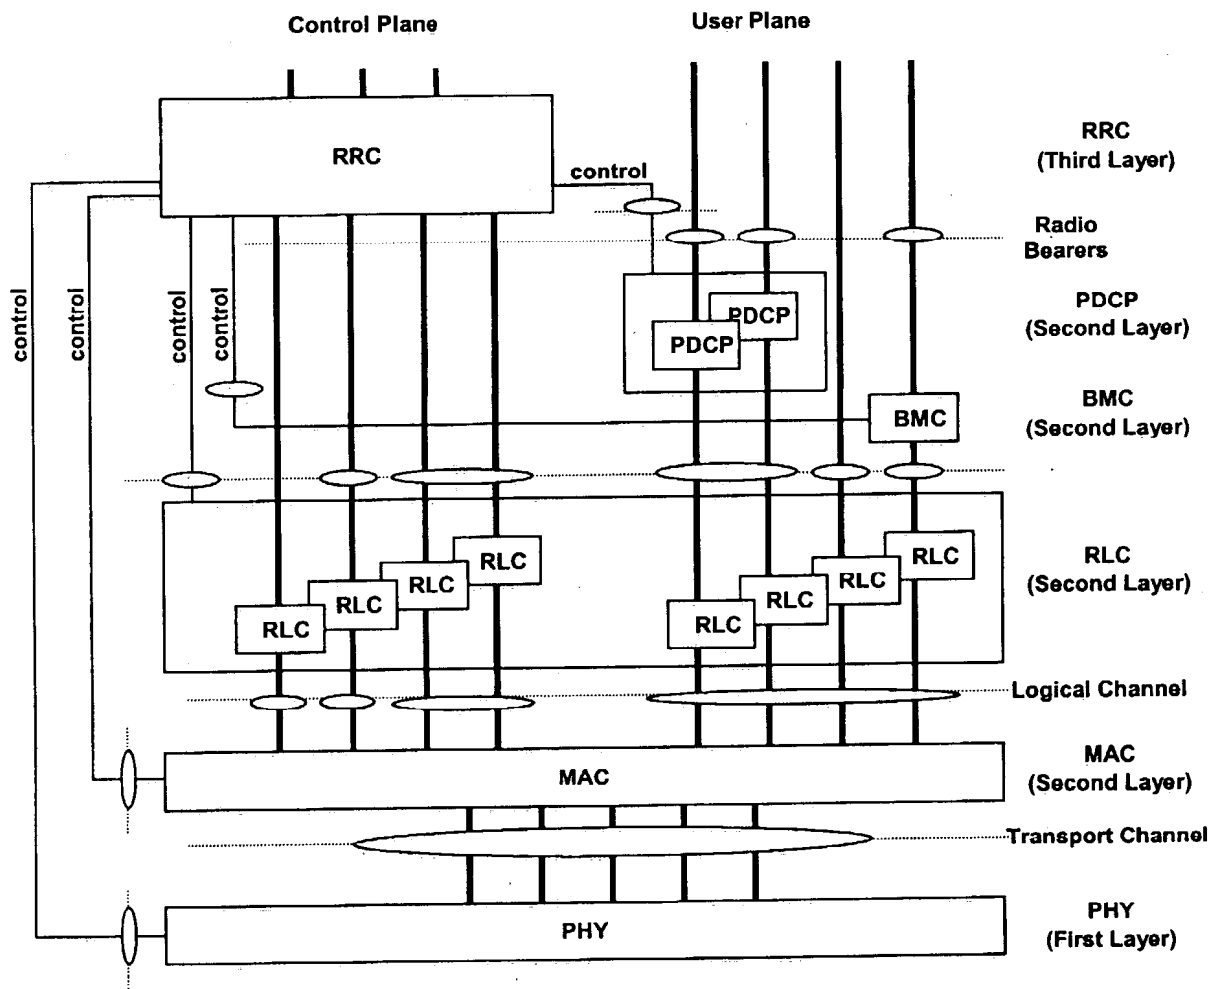 Control Plane
User Plane
RRC
RRC
(Third Layer)
control
Radio
Bearers
control
control
control
control
PDCP
PDCP
PDCP
(Second Layer)
BMC
BMC
(Second Layer)
RLC
RLC
RLC
RLC
RLC
RLC
RLC
RLC
RLC
(Second Layer)
Logical Channel
MAC
MAC
(Second Layer)
Transport Channel
PHY
PHY
(First Layer)